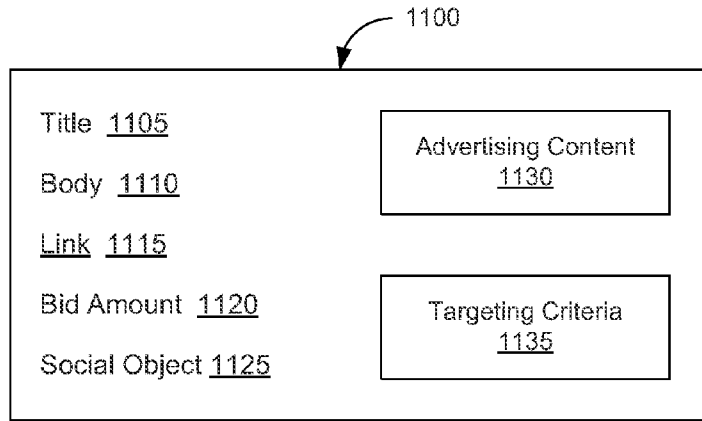 1100
Title 1105
Body 1110
Link 1115
Bid Amount 1120
Social Object 1125
Advertising Content
1130
Targeting Criteria
1135